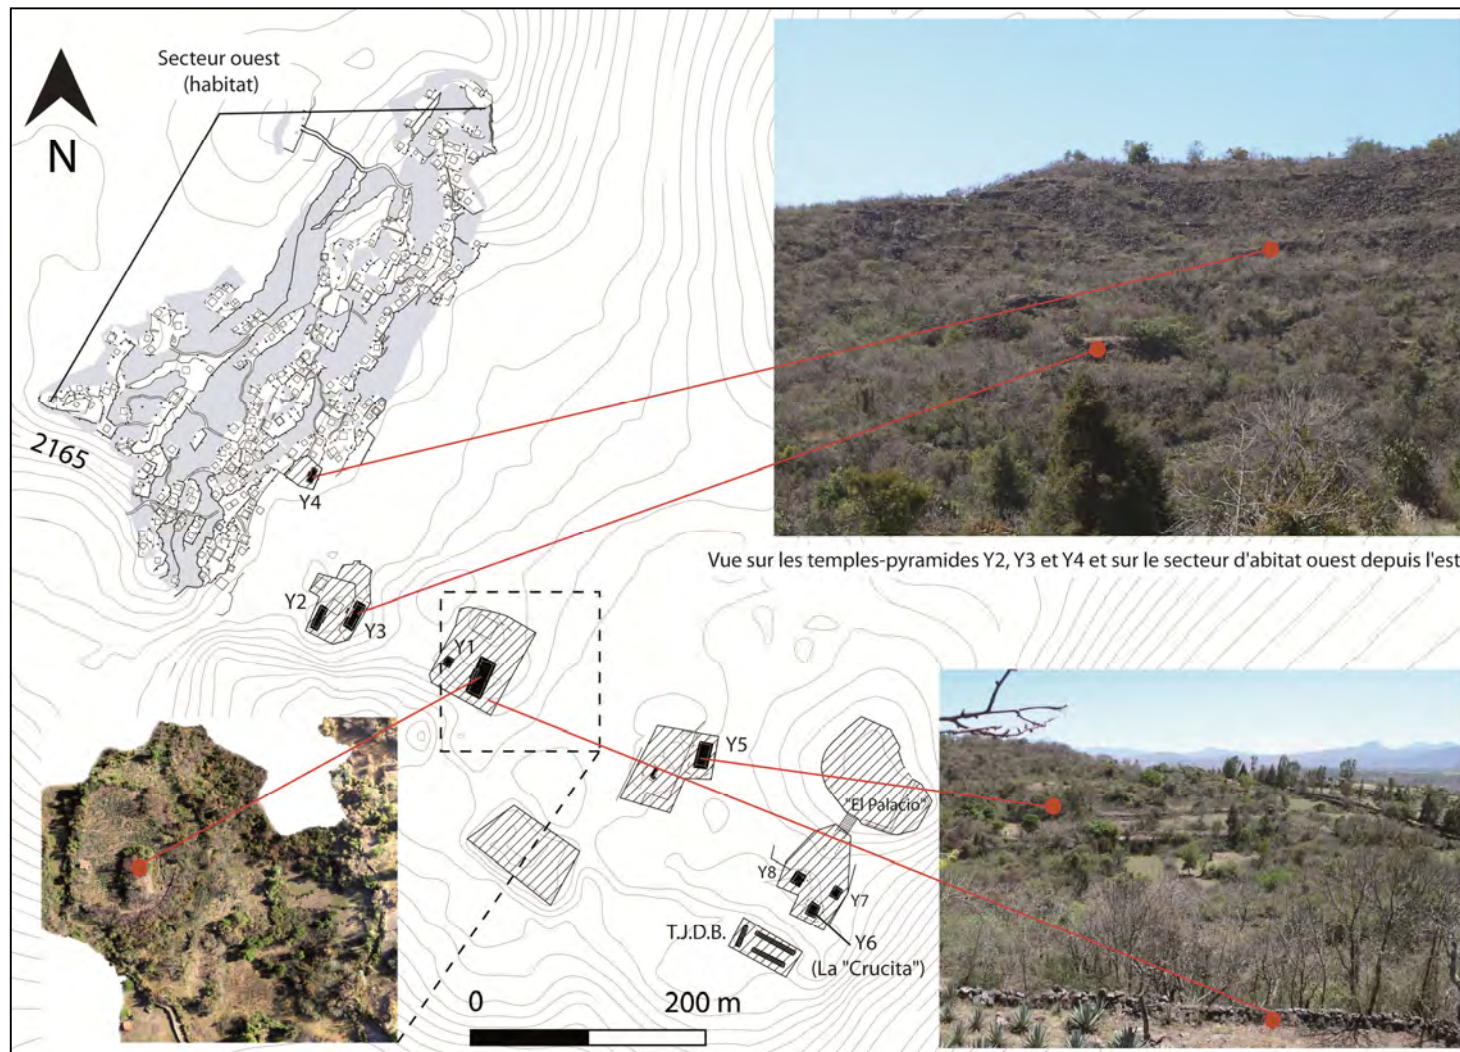 Secteur ouest
(habitat)
N
2165
Y4
Vue sur les temples-pyramides Y2, Y3 et Y4 et sur le secteur d'abitat ouest depuis l'est
Y2
Y3
Y1
Y5
"El Palacio"
Y8
Y7
Y6
T.J.D.B.
(La "Crucita")
0
200 m